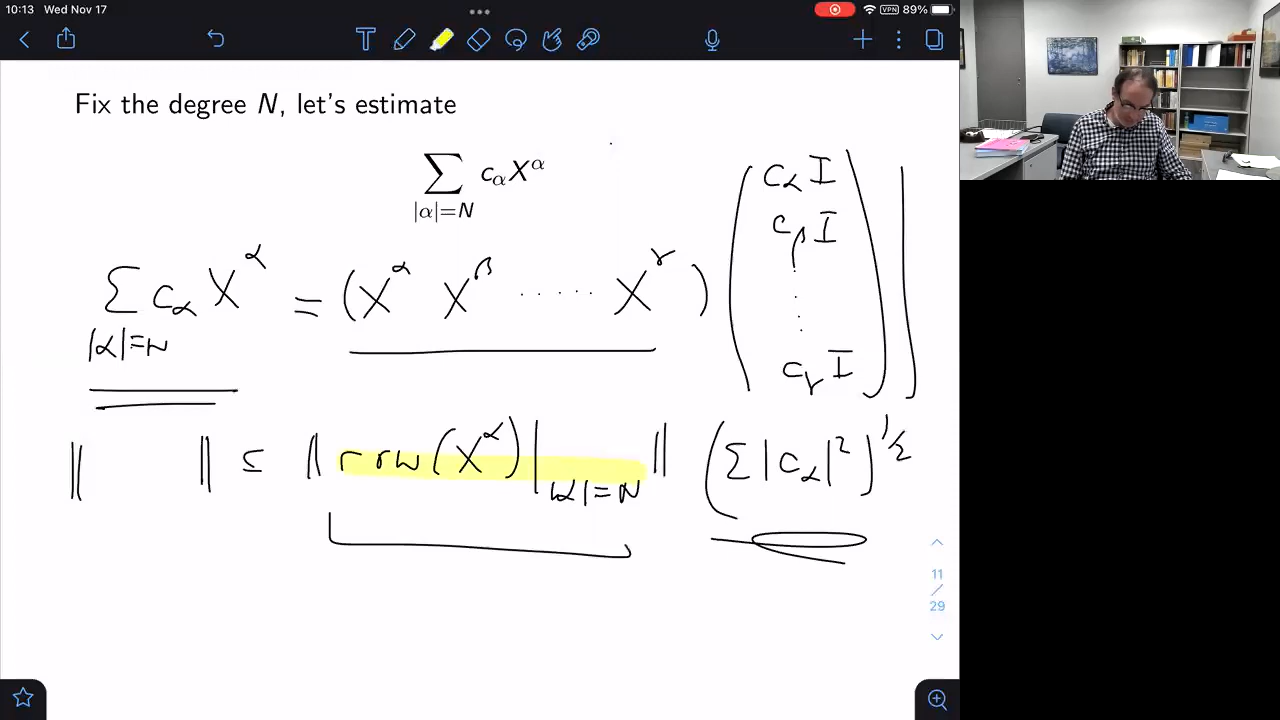 10:13 Wed Nov 17
VPN 89%
Fix the degree N, let's estimate
∑ c_α X^α
|α|=N
∑ c_α X^α = (X^α X^β ····· X^γ) (c_α I
|α|=N
c_β I
⋮
c_γ I)
‖ ‖ ≤ ‖ row(X^α)| |α|=N ‖ (∑ |c_α|²)^1/2
11
/
29